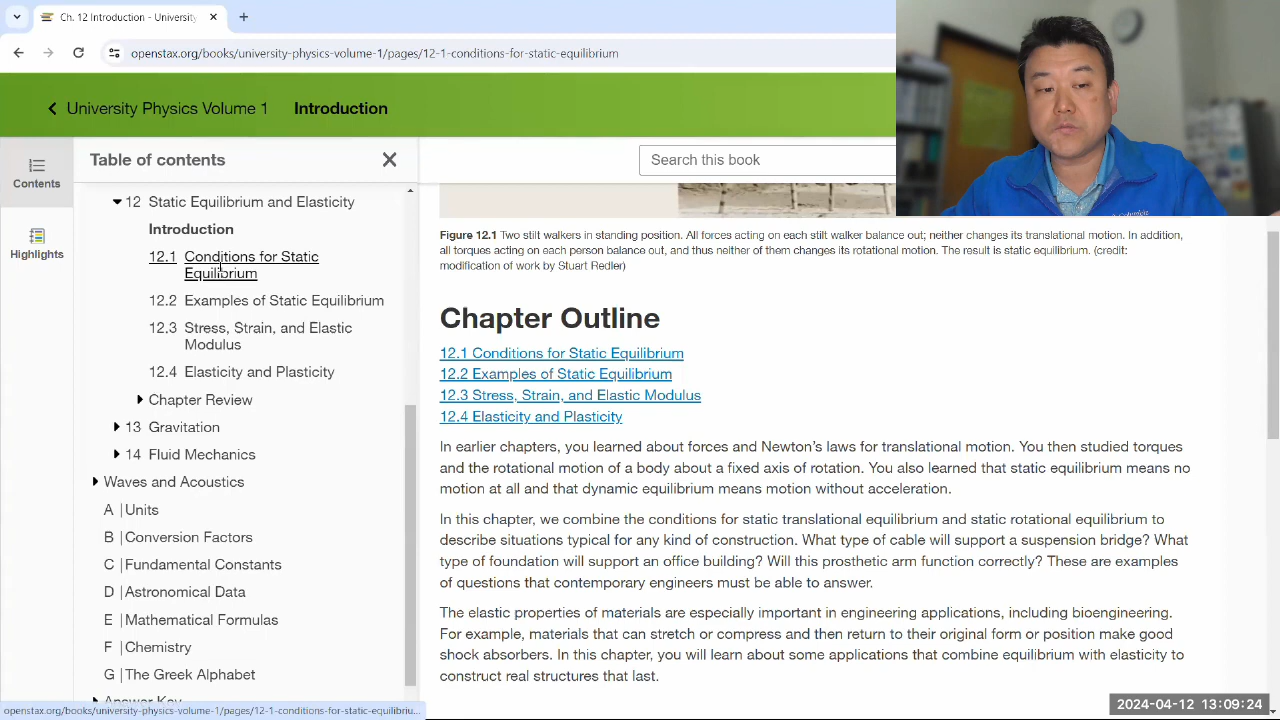 Ch. 12 Introduction - University
openstax.org/books/university-physics-volume-1/pages/12-1-conditions-for-static-equilibrium
University Physics Volume 1 Introduction
Contents
Highlights
Table of contents
12 Static Equilibrium and Elasticity
Introduction
12.1 Conditions for Static
Equilibrium
12.2 Examples of Static Equilibrium
12.3 Stress, Strain, and Elastic
Modulus
12.4 Elasticity and Plasticity
Chapter Review
13 Gravitation
14 Fluid Mechanics
Waves and Acoustics
A | Units
B | Conversion Factors
C | Fundamental Constants
D | Astronomical Data
E | Mathematical Formulas
F | Chemistry
G | The Greek Alphabet
Answer Key
Search this book
Figure 12.1 Two stilt walkers in standing position. All forces acting on each stilt walker balance out; neither changes its translational motion. In addition,
all torques acting on each person balance out, and thus neither of them changes its rotational motion. The result is static equilibrium. (credit:
modification of work by Stuart Redler)
Chapter Outline
12.1 Conditions for Static Equilibrium
12.2 Examples of Static Equilibrium
12.3 Stress, Strain, and Elastic Modulus
12.4 Elasticity and Plasticity
In earlier chapters, you learned about forces and Newton’s laws for translational motion. You then studied torques
and the rotational motion of a body about a fixed axis of rotation. You also learned that static equilibrium means no
motion at all and that dynamic equilibrium means motion without acceleration.
In this chapter, we combine the conditions for static translational equilibrium and static rotational equilibrium to
describe situations typical for any kind of construction. What type of cable will support a suspension bridge? What
type of foundation will support an office building? Will this prosthetic arm function correctly? These are examples
of questions that contemporary engineers must be able to answer.
The elastic properties of materials are especially important in engineering applications, including bioengineering.
For example, materials that can stretch or compress and then return to their original form or position make good
shock absorbers. In this chapter, you will learn about some applications that combine equilibrium with elasticity to
construct real structures that last.
openstax.org/books/university-physics-volume-1/pages/12-1-conditions-for-static-equilibriu...
2024-04-12 13:09:24